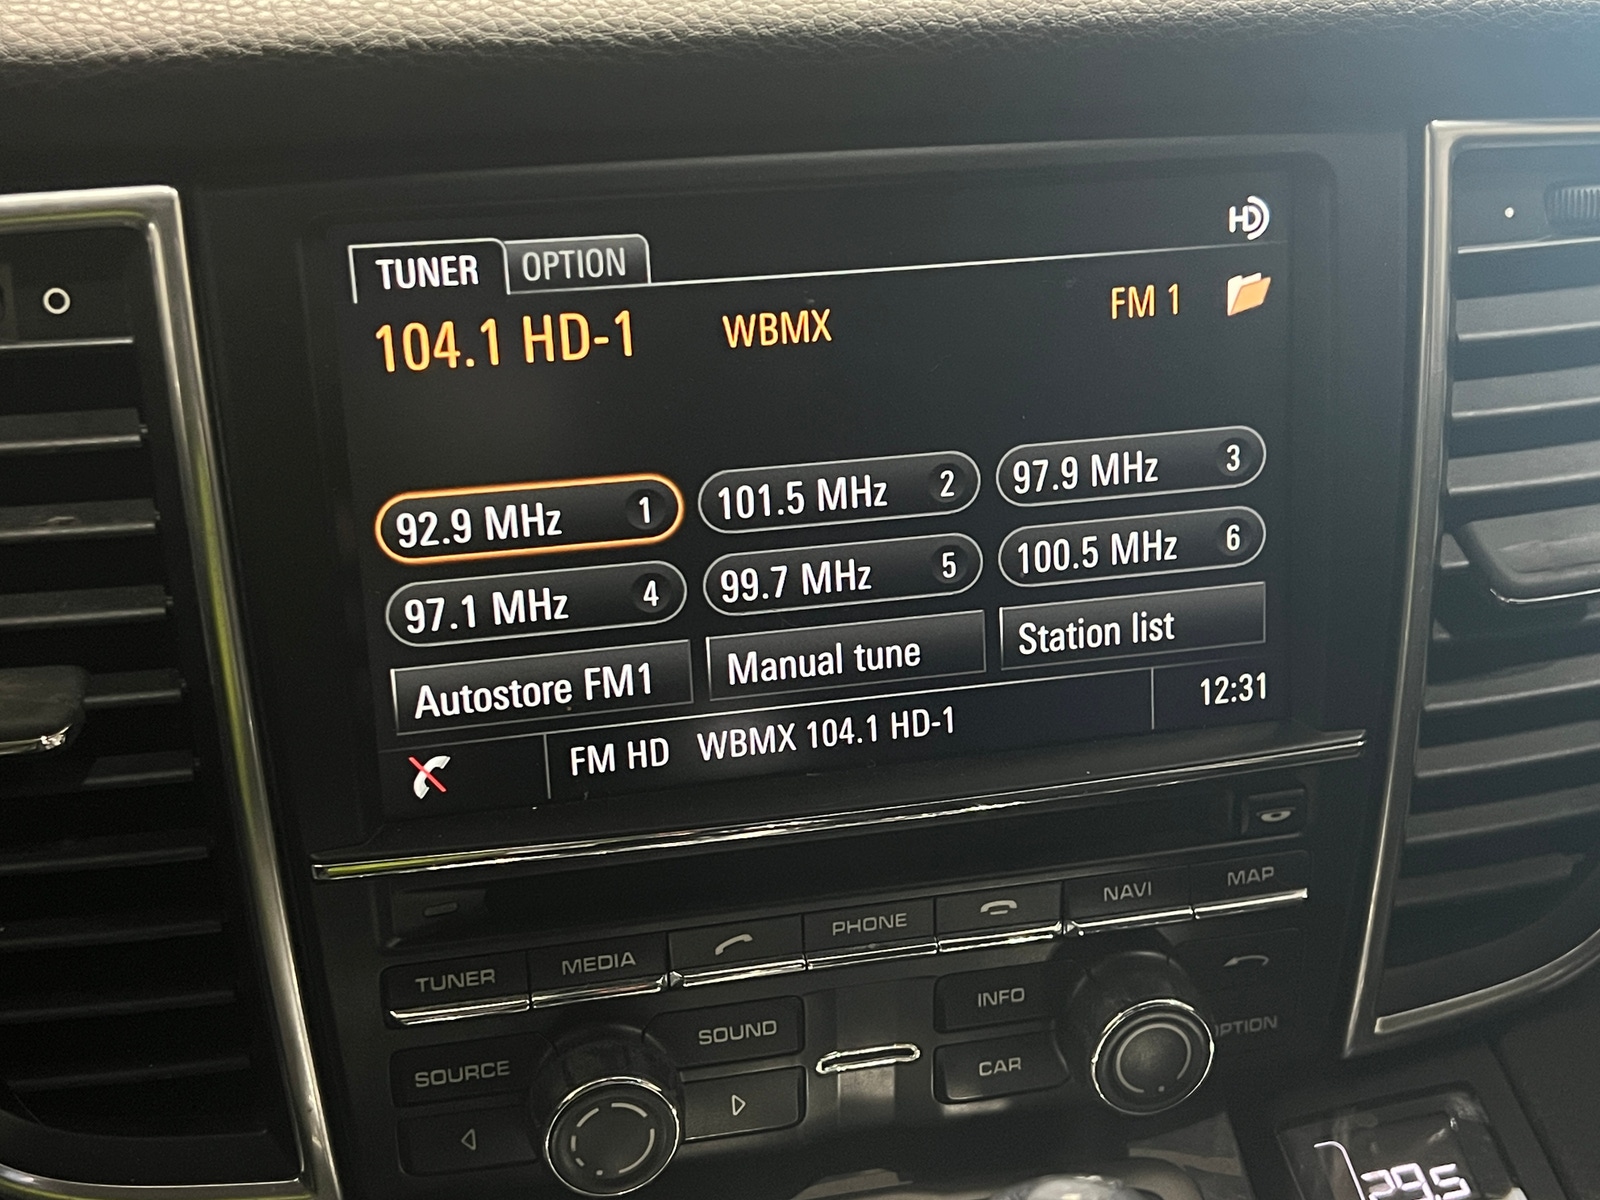 HD
TUNER OPTION
104.1 HD-1 WBMX FM 1
92.9 MHz 1 101.5 MHz 2 97.9 MHz 3
97.1 MHz 4 99.7 MHz 5 100.5 MHz 6
Autostore FM1 Manual tune Station list
FM HD WBMX 104.1 HD-1 12:31
TUNER MEDIA PHONE NAVI MAP
SOURCE SOUND INFO OPTION
CAR
29.5